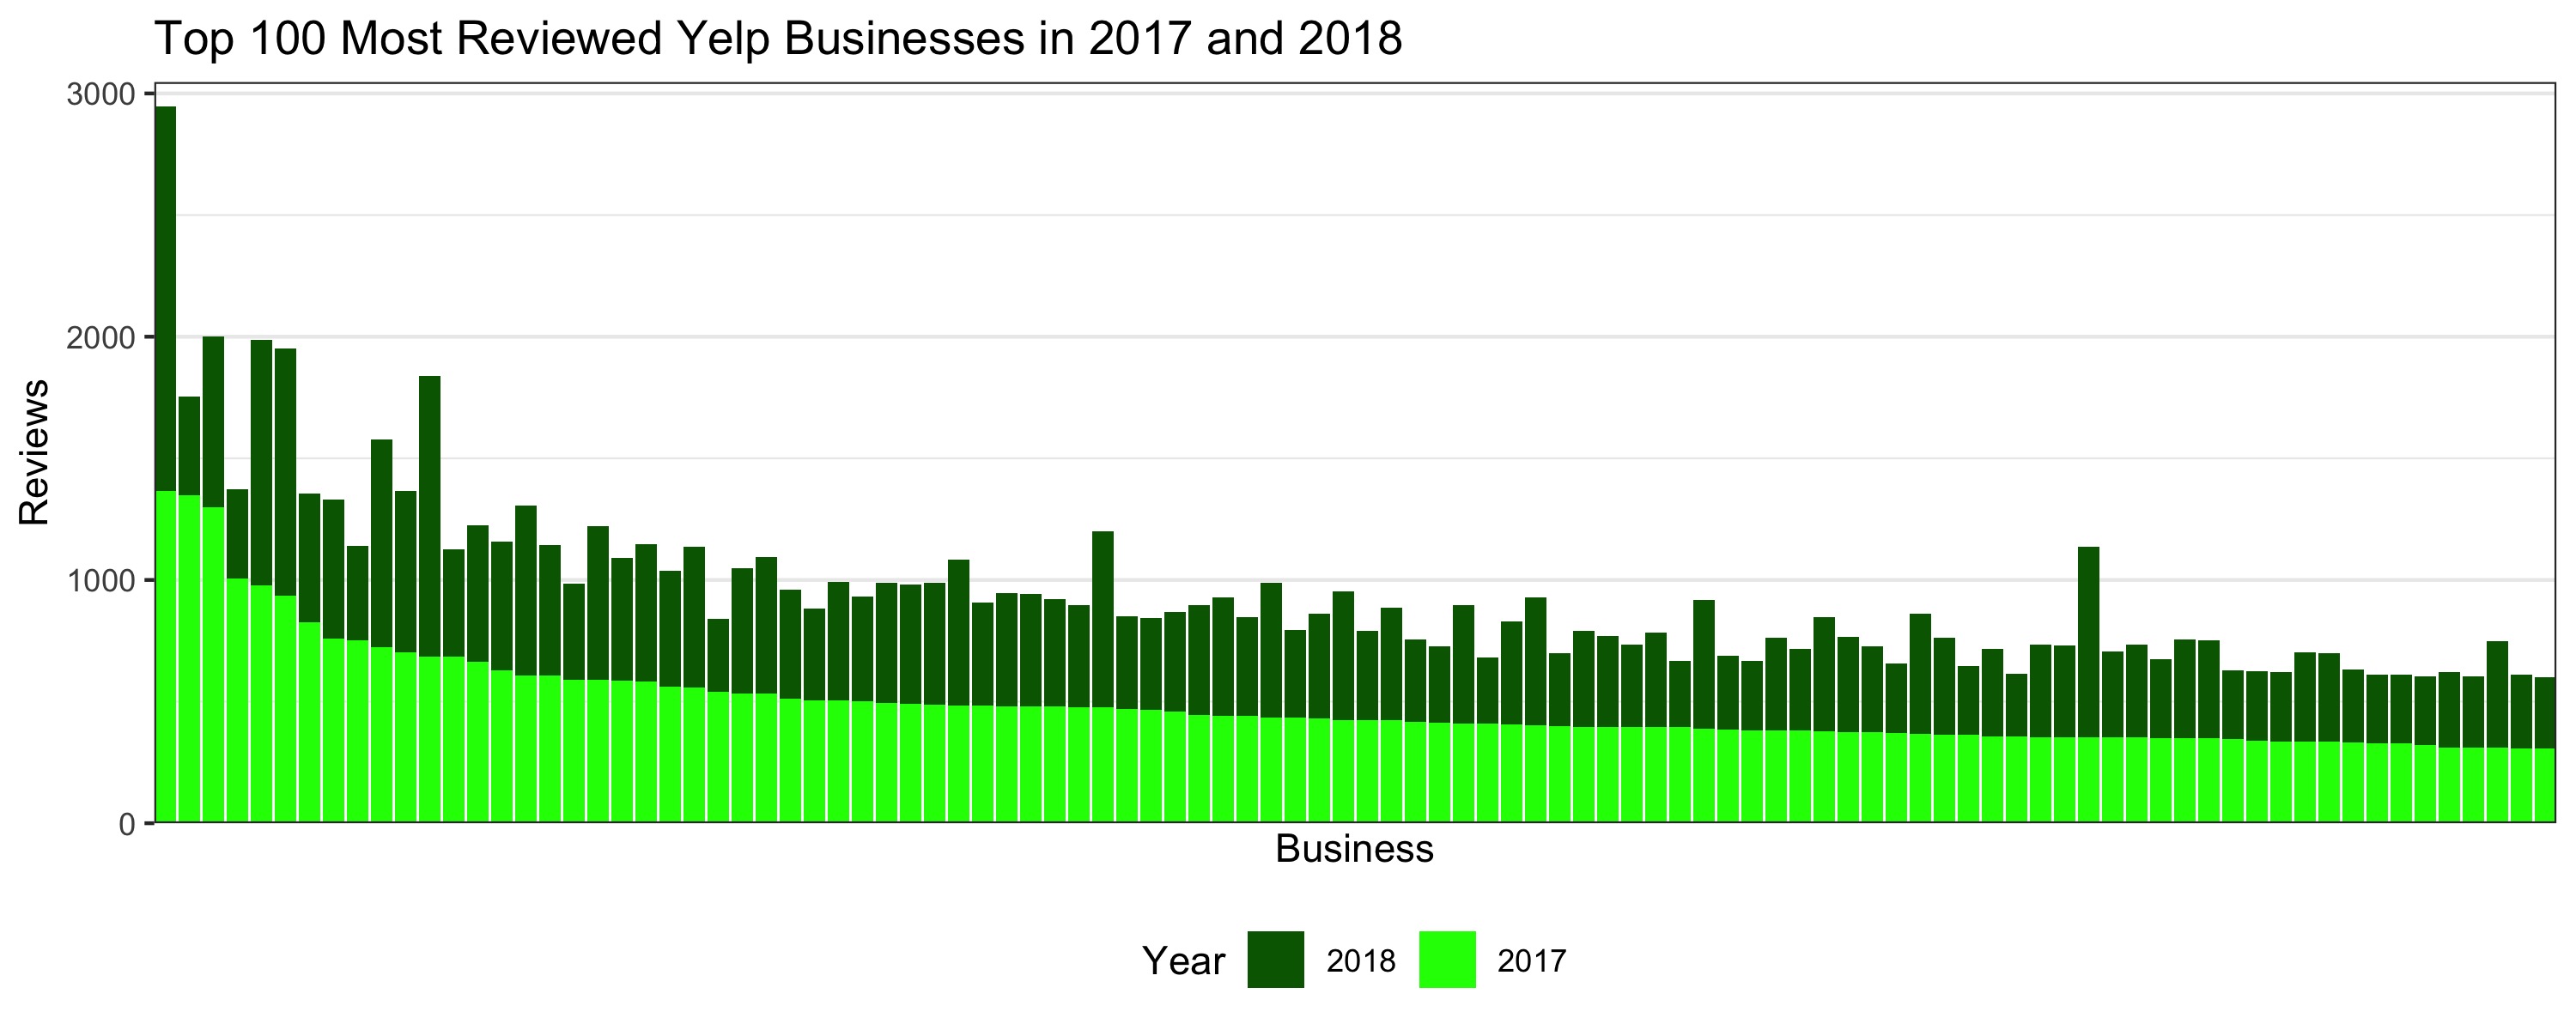 Top 100 Most Reviewed Yelp Businesses in 2017 and 2018
3000
2000
1000
0
Reviews
Business
Year 2018 2017